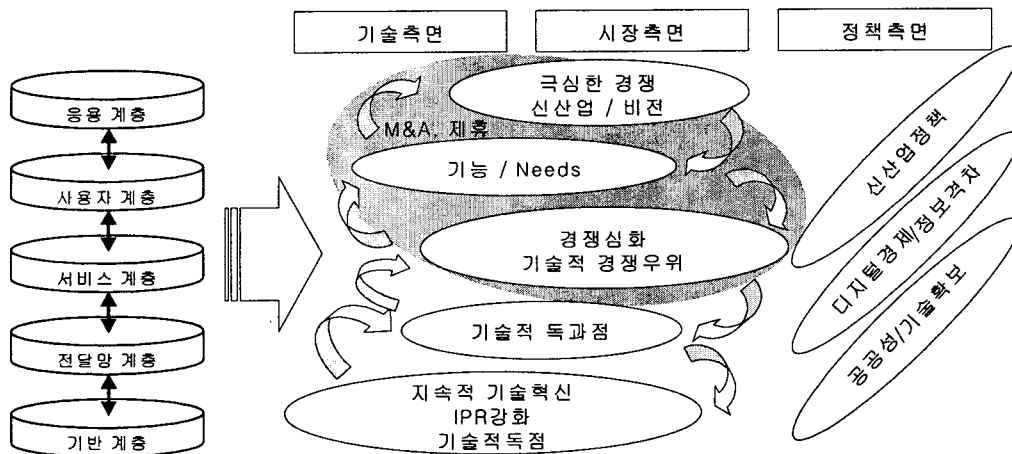 기술측면
시장측면
정책측면
응용 계층
사용자 계층
서비스 계층
전달망 계층
기반 계층
극심한 경쟁
신산업 / 비전
M&A, 제휴
기능 / Needs
경쟁심화
기술적 경쟁우위
기술적 독과점
지속적 기술혁신
IPR강화
기술적독점
신산업정책
디지털경제/정보격차
공공성/기술확보